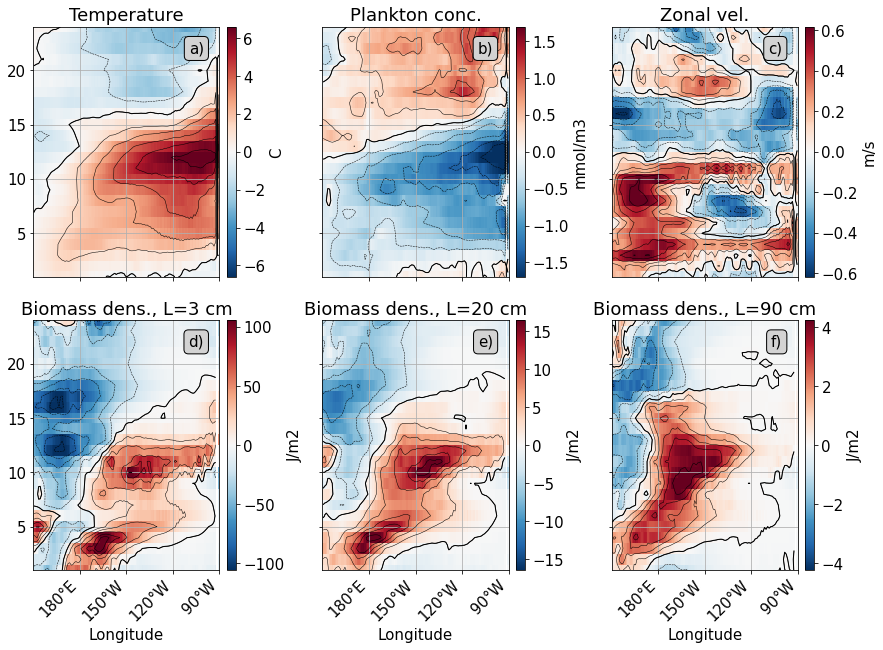 Temperature
Plankton conc.
Zonal vel.
a)
b)
c)
20
15
10
5
6
4
2
0
−2
−4
−6
C
1.5
1.0
0.5
0.0
−0.5
−1.0
−1.5
mmol/m3
0.6
0.4
0.2
0.0
−0.2
−0.4
−0.6
m/s
Biomass dens., L=3 cm
Biomass dens., L=20 cm
Biomass dens., L=90 cm
d)
e)
f)
20
15
10
5
100
50
0
−50
−100
J/m2
15
10
5
0
−5
−10
−15
J/m2
4
2
0
−2
−4
J/m2
180°E
150°W
120°W
90°W
180°E
150°W
120°W
90°W
180°E
150°W
120°W
90°W
Longitude
Longitude
Longitude